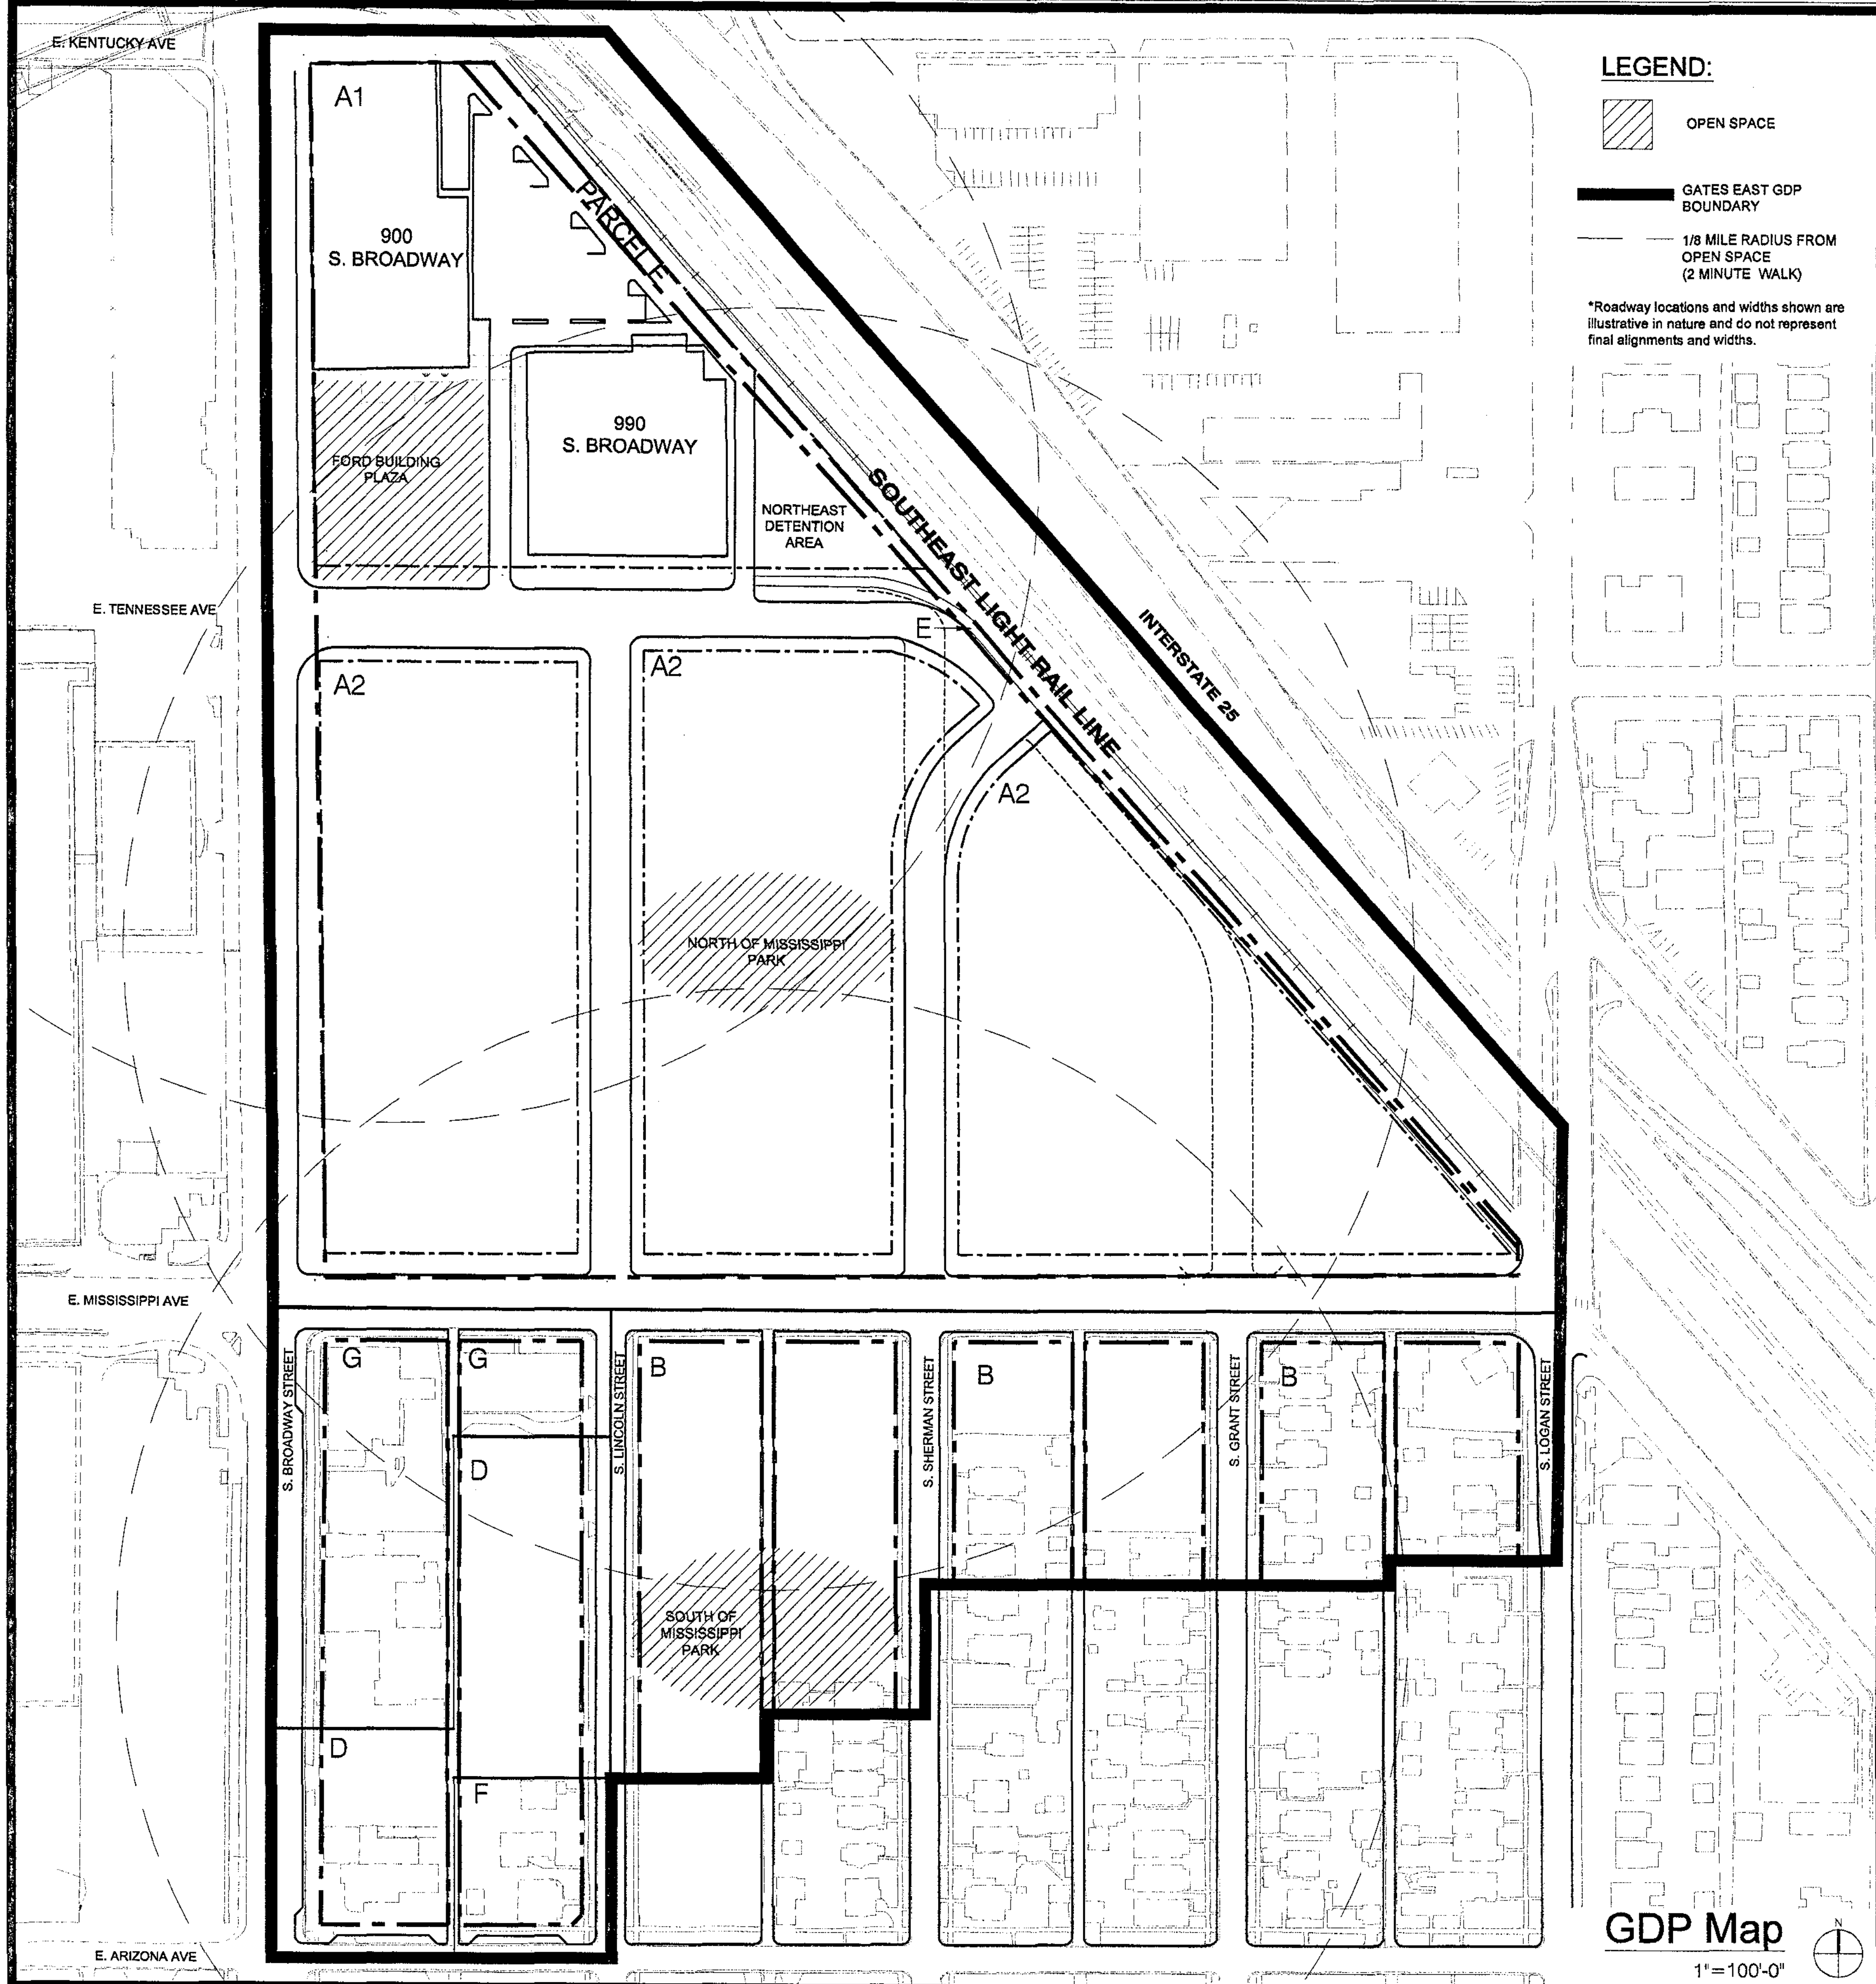 E. KENTUCKY AVE
A1
LEGEND:
OPEN SPACE
GATES EAST GDP
BOUNDARY
1/8 MILE RADIUS FROM
OPEN SPACE
(2 MINUTE WALK)
*Roadway locations and widths shown are
illustrative in nature and do not represent
final alignments and widths.
900
S. BROADWAY
PARCEL E
990
S. BROADWAY
FORD BUILDING
PLAZA
NORTHEAST
DETENTION
AREA
SOUTHEAST LIGHT RAIL LINE
INTERSTATE 25
E. TENNESSEE AVE
E
A2
A2
A2
NORTH OF MISSISSIPPI
PARK
E. MISSISSIPPI AVE
S. BROADWAY STREET
G
G
S. LINCOLN STREET
B
S. SHERMAN STREET
B
S. GRANT STREET
B
S. LOGAN STREET
D
SOUTH OF
MISSISSIPPI
PARK
D
F
E. ARIZONA AVE
GDP Map
N
1"=100'-0"